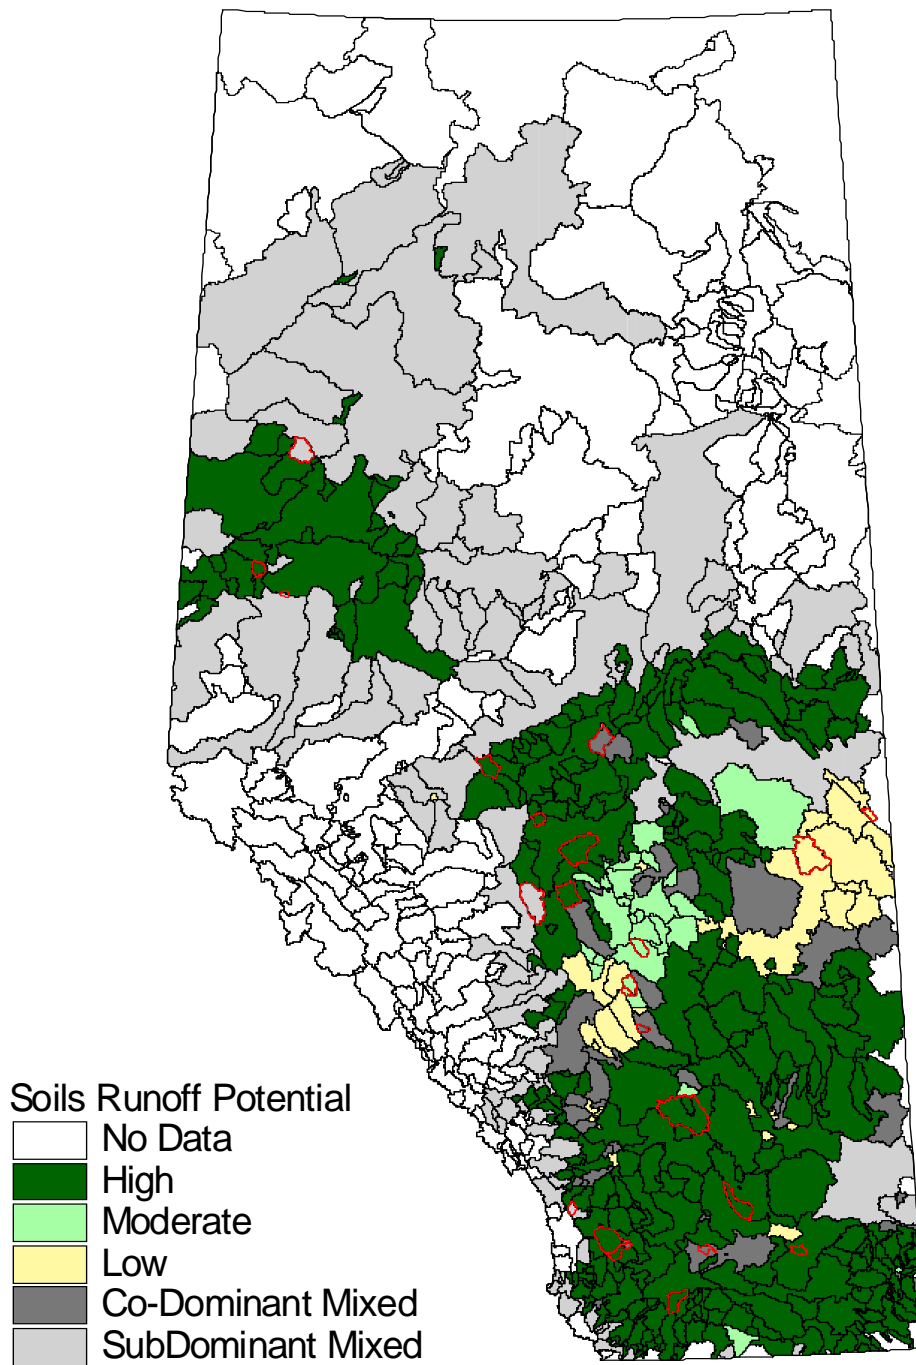 Soils Runoff Potential
No Data
High
Moderate
Low
Co-Dominant Mixed
SubDominant Mixed